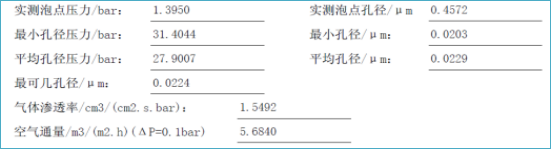 实测泡点压力/bar: 1.3950 实测泡点孔径/μm 0.4572
最小孔径压力/bar: 31.4044 最小孔径/μm: 0.0203
平均孔径压力/bar: 27.9007 平均孔径/μm: 0.0229
最可几孔径/μm: 0.0224
气体渗透率/cm3/(cm2.s.bar): 1.5492
空气通量/m3/(m2.h)(ΔP=0.1bar) 5.6840